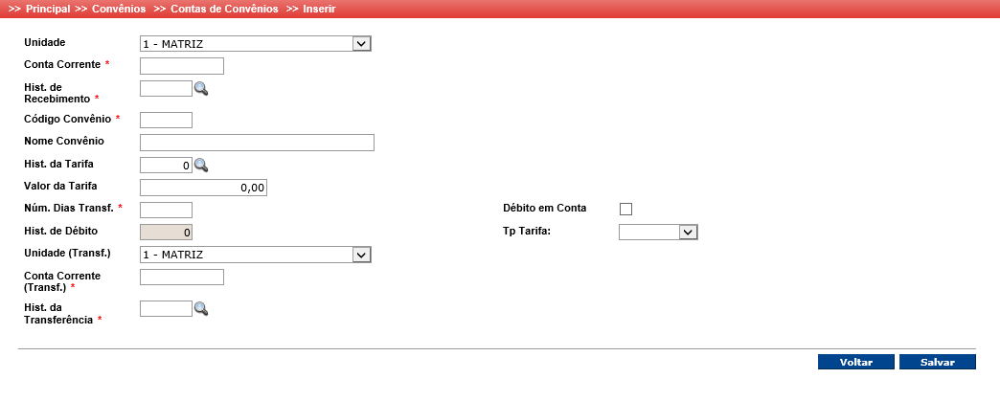 >> Principal >> Convênios >> Contas de Convênios >> Inserir
Unidade 1 - MATRIZ
Conta Corrente *
Hist. de
Recebimento *
Código Convênio *
Nome Convênio
Hist. da Tarifa 0
Valor da Tarifa 0,00
Núm. Dias Transf. * Débito em Conta
Hist. de Débito 0 Tp Tarifa:
Unidade (Transf.) 1 - MATRIZ
Conta Corrente
(Transf.) *
Hist. da
Transferência *
Voltar Salvar